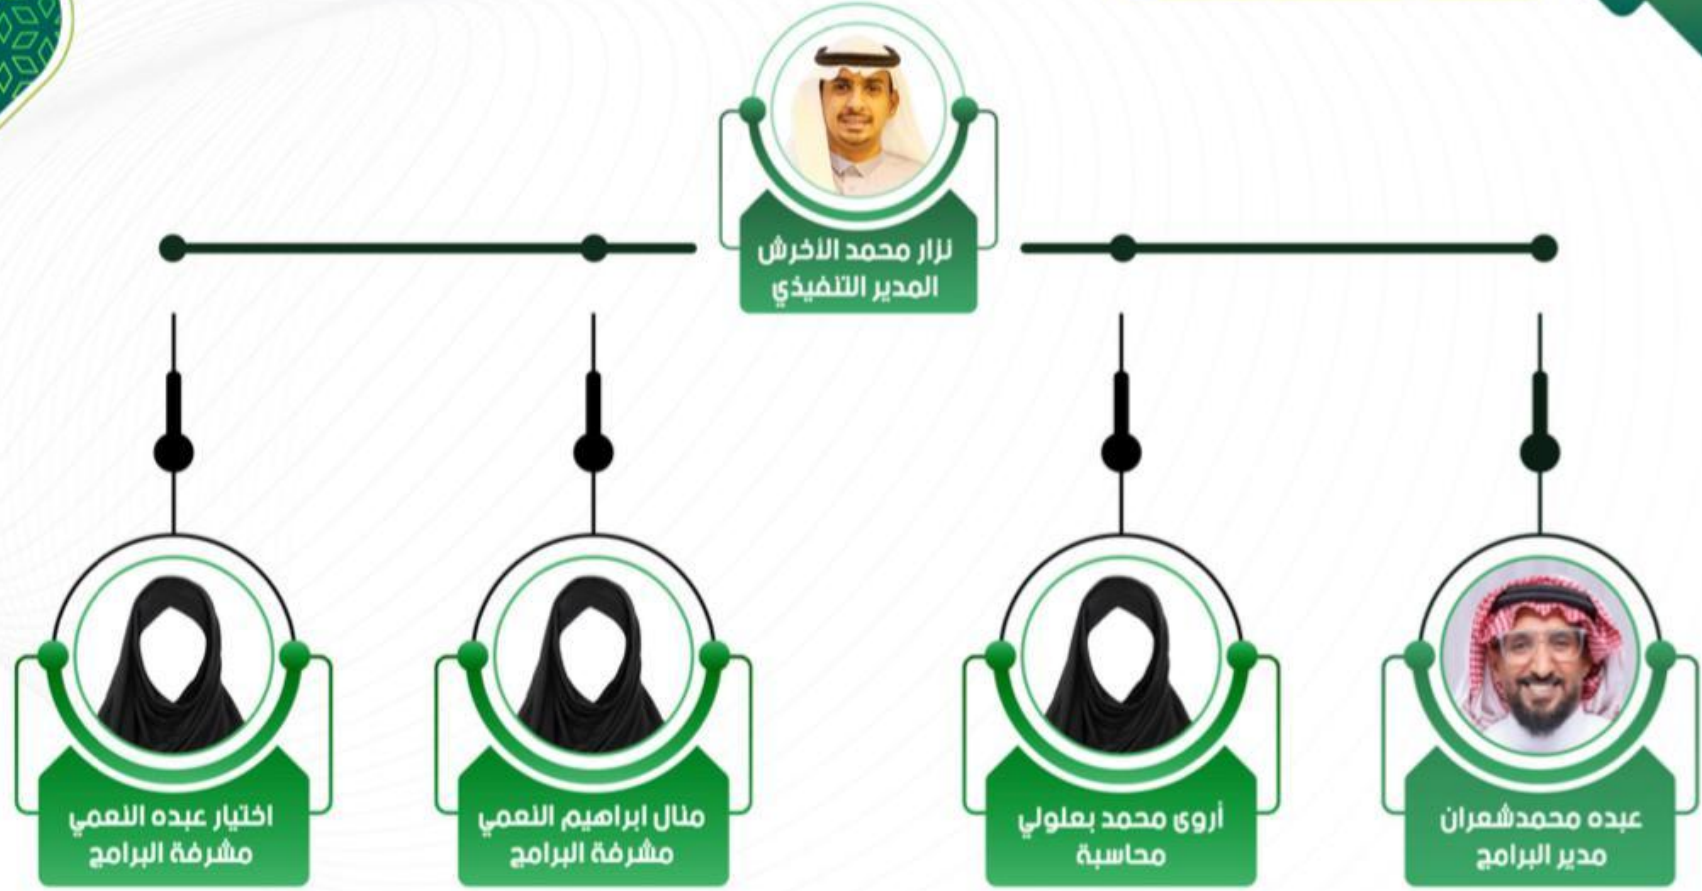 نزار محمد الأخرش
المدير التنفيذي
عبده محمدشعران
مدير البرامج
أروى محمد بعلولي
محاسبة
منال ابراهيم النعمي
مشرفة البرامج
اختيار عبده النعمي
مشرفة البرامج